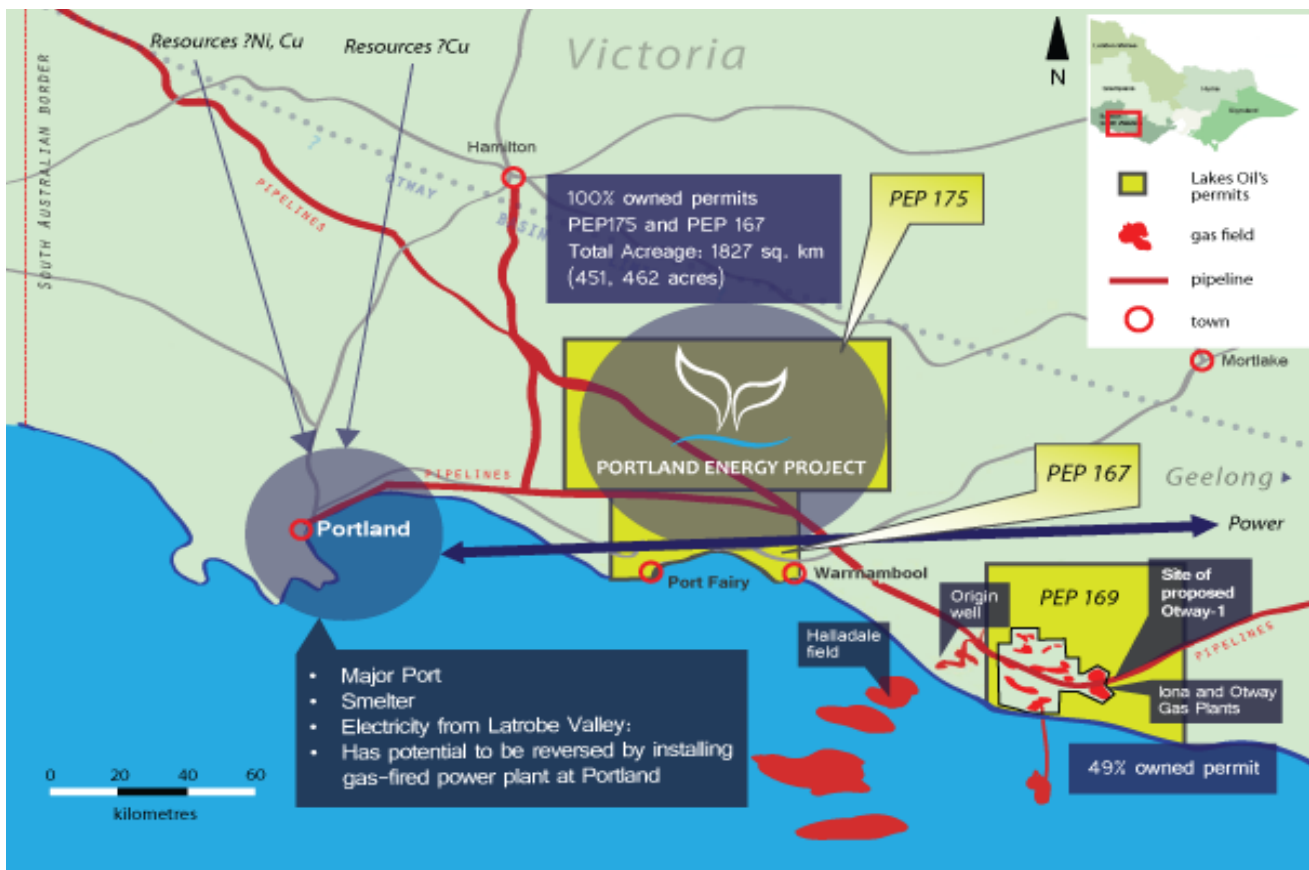 Resources ?Ni, Cu
Resources ?Cu
Victoria
N
SOUTH AUSTRALIAN BORDER
?
OTWAY
BASIN
PIPELINES
Hamilton
100% owned permits
PEP175 and PEP 167
Total Acreage: 1827 sq. km
(451, 462 acres)
PEP 175
Lakes Oil's
permits
gas field
pipeline
town
Mortlake
PORTLAND ENERGY PROJECT
PIPELINES
PEP 167
Geelong
Power
Portland
Port Fairy
Warrnambool
Origin
well
PEP 169
Site of
proposed
Otway-1
PIPELINES
Halladale
field
Iona and Otway
Gas Plants
• Major Port
• Smelter
• Electricity from Latrobe Valley:
• Has potential to be reversed by installing
gas-fired power plant at Portland
49% owned permit
0 20 40 60
kilometres